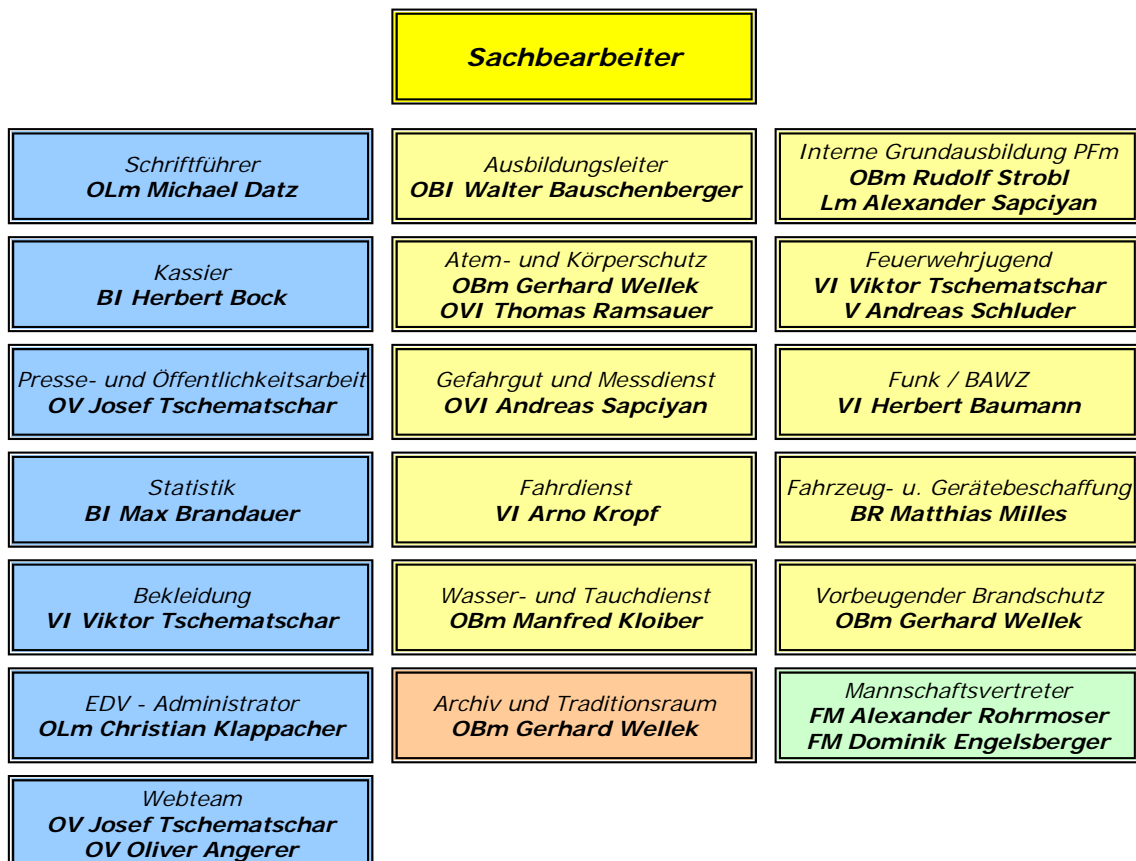 Sachbearbeiter
Schriftführer
OLm Michael Datz
Ausbildungsleiter
OBI Walter Bauschenberger
Interne Grundausbildung PFm
OBm Rudolf Strobl
Lm Alexander Sapciyan
Kassier
BI Herbert Bock
Atem- und Körperschutz
OBm Gerhard Wellek
OVI Thomas Ramsauer
Feuerwehrjugend
VI Viktor Tschematschar
V Andreas Schluder
Presse- und Öffentlichkeitsarbeit
OV Josef Tschematschar
Gefahrgut und Messdienst
OVI Andreas Sapciyan
Funk / BAWZ
VI Herbert Baumann
Statistik
BI Max Brandauer
Fahrdienst
VI Arno Kropf
Fahrzeug- u. Gerätebeschaffung
BR Matthias Milles
Bekleidung
VI Viktor Tschematschar
Wasser- und Tauchdienst
OBm Manfred Kloiber
Vorbeugender Brandschutz
OBm Gerhard Wellek
EDV - Administrator
OLm Christian Klappacher
Archiv und Traditionsraum
OBm Gerhard Wellek
Mannschaftsvertreter
FM Alexander Rohrmoser
FM Dominik Engelsberger
Webteam
OV Josef Tschematschar
OV Oliver Angerer